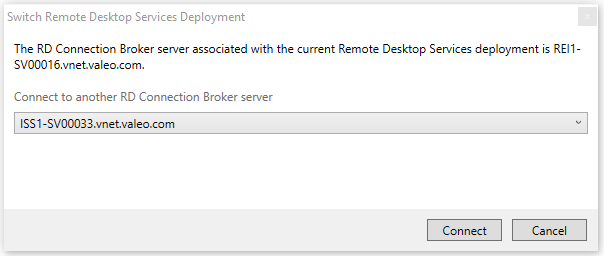 Switch Remote Desktop Services Deployment
The RD Connection Broker server associated with the current Remote Desktop Services deployment is REI1-
SV00016.vnet.valeo.com.
Connect to another RD Connection Broker server
ISS1-SV00033.vnet.valeo.com
Connect
Cancel